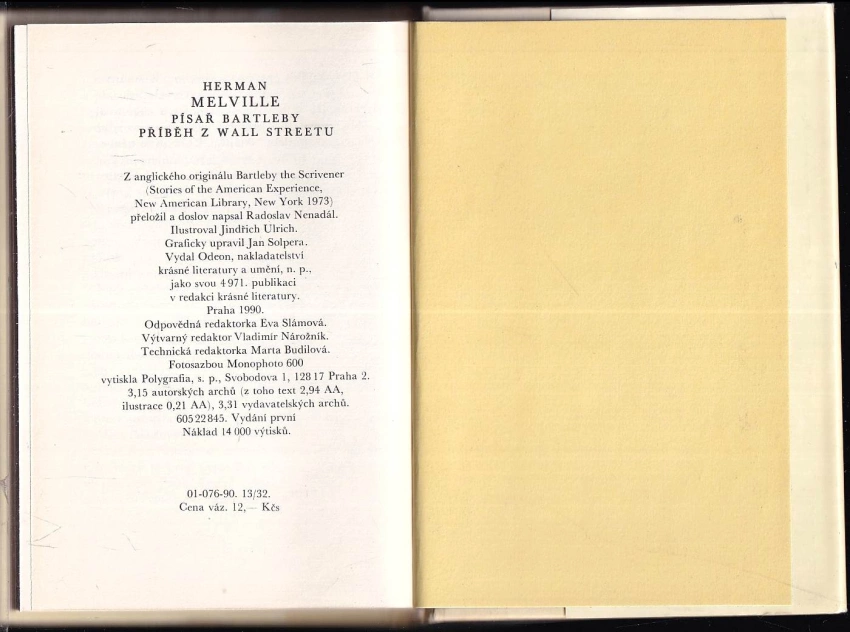 HERMAN
MELVILLE
PÍSAŘ BARTLEBY
PŘÍBĚH Z WALL STREETU
Z anglického originálu Bartleby the Scrivener
(Stories of the American Experience,
New American Library, New York 1973)
přeložil a doslov napsal Radoslav Nenadál.
Ilustroval Jindřich Ulrich.
Graficky upravil Jan Solpera.
Vydal Odeon, nakladatelství
krásné literatury a umění, n. p.,
jako svou 4 971. publikaci
v redakci krásné literatury.
Praha 1990.
Odpovědná redaktorka Eva Slámová.
Výtvarný redaktor Vladimír Nárožník.
Technická redaktorka Marta Budilová.
Fotosazbou Monophoto 600
vytiskla Polygrafia, s. p., Svobodova 1, 128 17 Praha 2.
3,15 autorských archů (z toho text 2,94 AA,
ilustrace 0,21 AA), 3,31 vydavatelských archů.
605 22 845. Vydání první
Náklad 14 000 výtisků.
01-076-90. 13/32.
Cena váz. 12,— Kčs